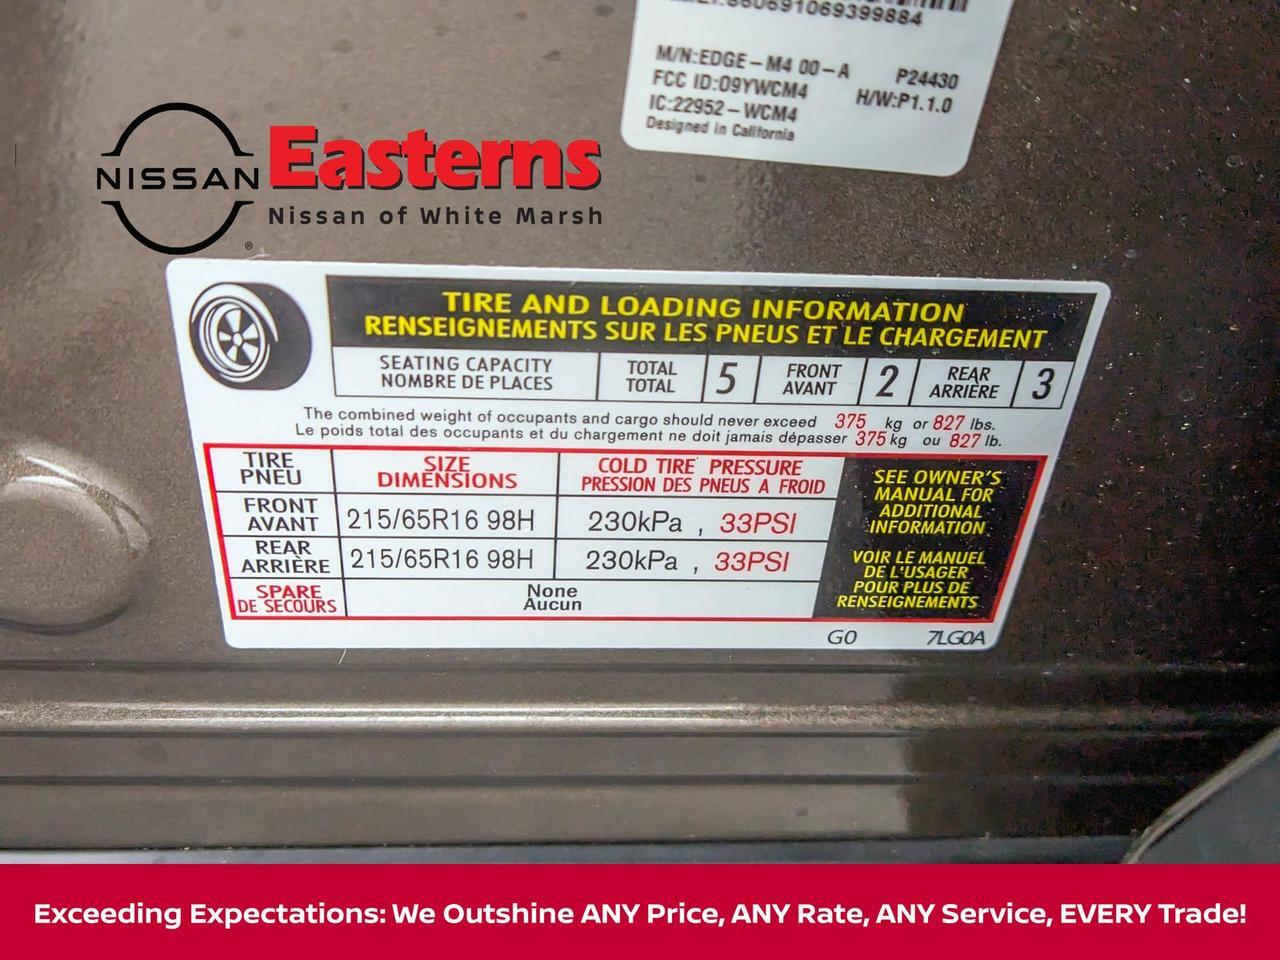 860691069399884
M/N:EDGE-M4 00-A
P24430
FCC ID:09YWCM4
H/W:P1.1.0
IC:22952-WCM4
Designed in California
NISSAN
®
Easterns
Nissan of White Marsh
TIRE AND LOADING INFORMATION
RENSEIGNEMENTS SUR LES PNEUS ET LE CHARGEMENT
SEATING CAPACITY
NOMBRE DE PLACES
TOTAL
TOTAL
5
FRONT
AVANT
2
REAR
ARRIÈRE
3
The combined weight of occupants and cargo should never exceed 375 kg or 827 lbs.
Le poids total des occupants et du chargement ne doit jamais dépasser 375 kg ou 827 lb.
TIRE
PNEU
SIZE
DIMENSIONS
COLD TIRE PRESSURE
PRESSION DES PNEUS A FROID
FRONT
AVANT
215/65R16 98H
230kPa , 33PSI
REAR
ARRIÈRE
215/65R16 98H
230kPa , 33PSI
SPARE
DE SECOURS
None
Aucun
SEE OWNER'S
MANUAL FOR
ADDITIONAL
INFORMATION
VOIR LE MANUEL
DE L'USAGER
POUR PLUS DE
RENSEIGNEMENTS
G0 7LG0A
Exceeding Expectations: We Outshine ANY Price, ANY Rate, ANY Service, EVERY Trade!